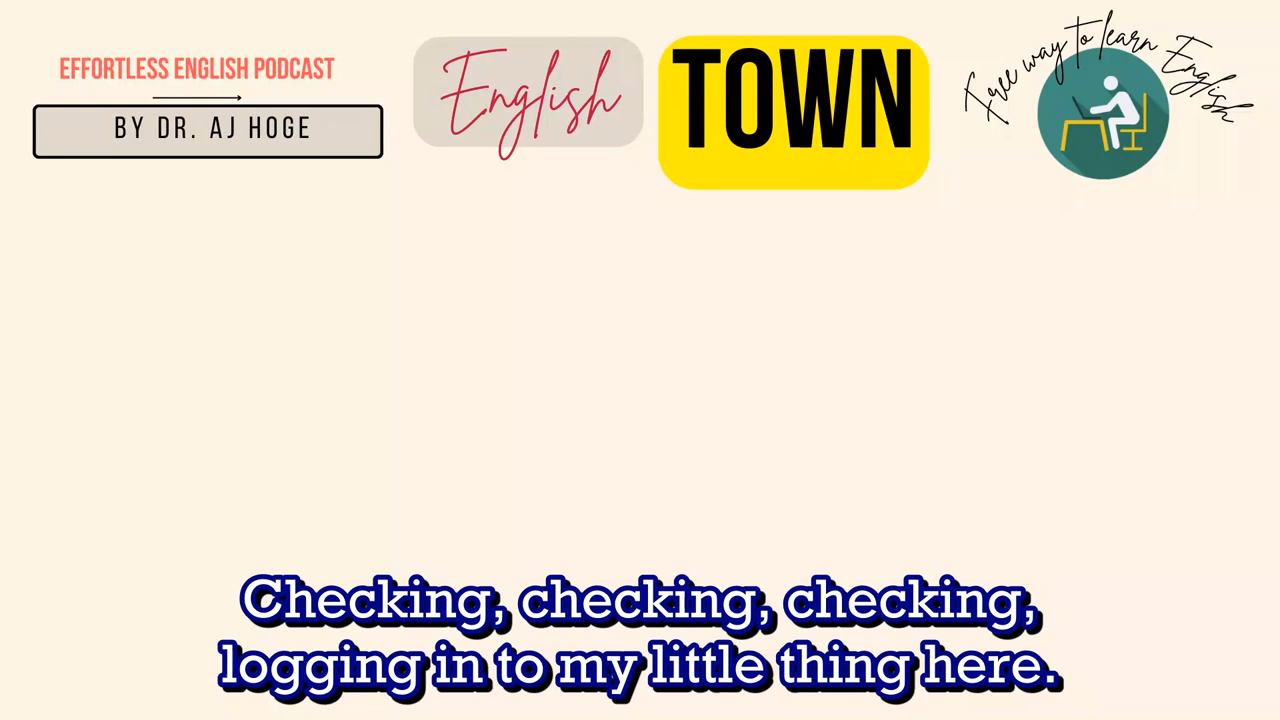 EFFORTLESS ENGLISH PODCAST
BY DR. AJ HOGE
English
TOWN
Free way to learn English
Checking, checking, checking,
logging in to my little thing here.